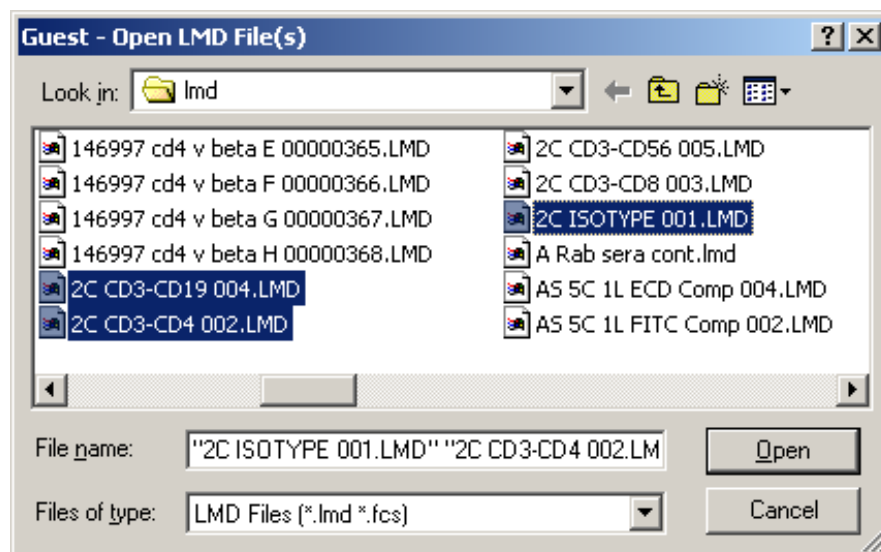 Guest - Open LMD File(s)
Look in: lmd
146997 cd4 v beta E 00000365.LMD
146997 cd4 v beta F 00000366.LMD
146997 cd4 v beta G 00000367.LMD
146997 cd4 v beta H 00000368.LMD
2C CD3-CD19 004.LMD
2C CD3-CD4 002.LMD
2C CD3-CD56 005.LMD
2C CD3-CD8 003.LMD
2C ISOTYPE 001.LMD
A Rab sera cont.lmd
AS 5C 1L ECD Comp 004.LMD
AS 5C 1L FITC Comp 002.LMD
File name: "2C ISOTYPE 001.LMD" "2C CD3-CD4 002.LM
Open
Files of type: LMD Files (*.lmd *.fcs)
Cancel